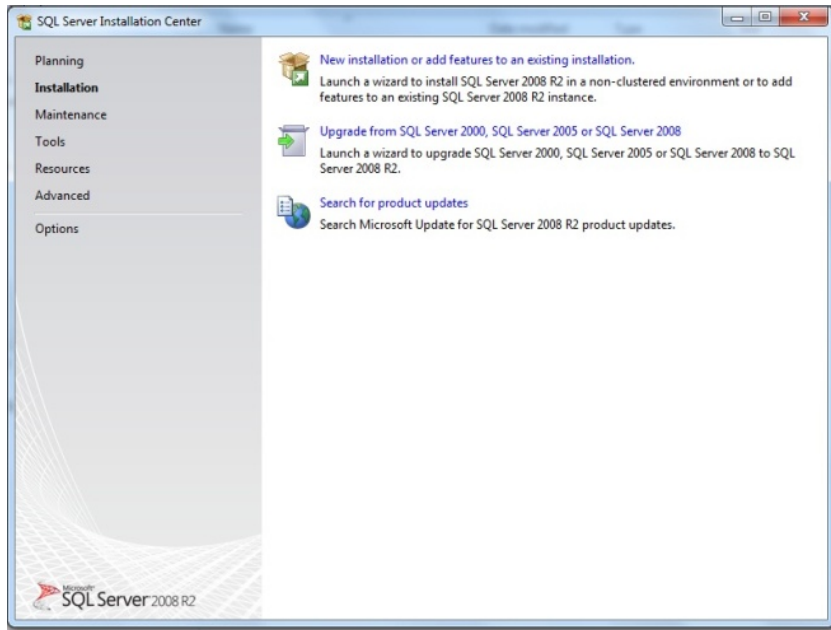 SQL Server Installation Center
Planning
Installation
Maintenance
Tools
Resources
Advanced
Options
New installation or add features to an existing installation.
Launch a wizard to install SQL Server 2008 R2 in a non-clustered environment or to add
features to an existing SQL Server 2008 R2 instance.
Upgrade from SQL Server 2000, SQL Server 2005 or SQL Server 2008
Launch a wizard to upgrade SQL Server 2000, SQL Server 2005 or SQL Server 2008 to SQL
Server 2008 R2.
Search for product updates
Search Microsoft Update for SQL Server 2008 R2 product updates.
Microsoft
SQL Server 2008 R2